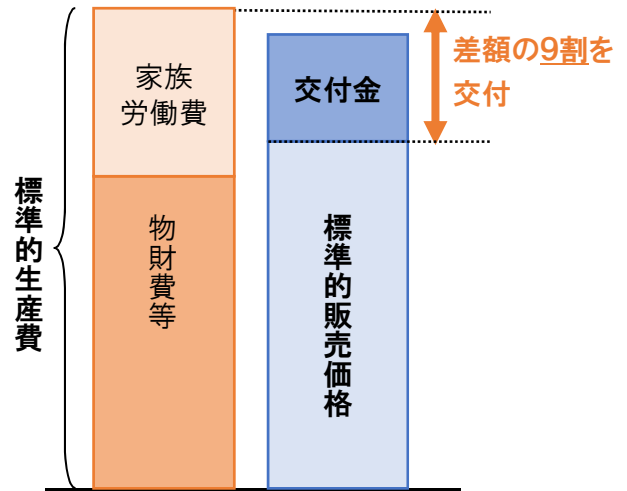 標準的生産費
家族
労働費
物財費等
交付金
標準的販売価格
差額の9割を
交付